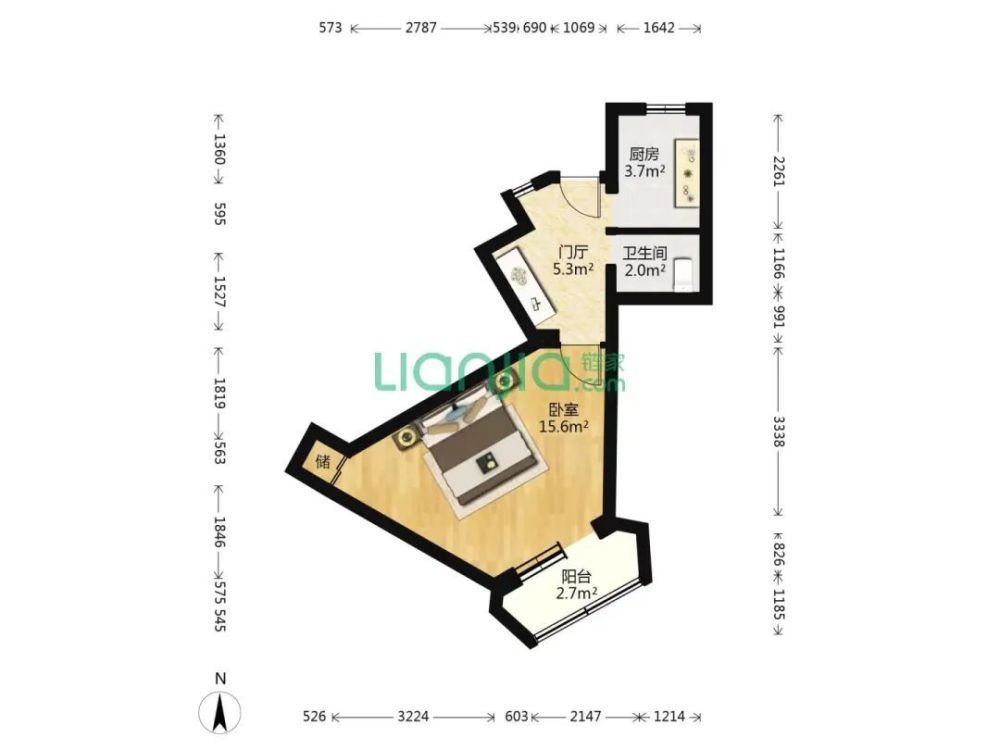 573 2787 539 690 1069 1642
1360
595
1527
1819
563
1846
575
545
2261
1166
991
3338
826
1185
厨房
3.7m²
门厅
5.3m²
卫生间
2.0m²
Lianjia 链家
.com
卧室
15.6m²
储
阳台
2.7m²
N
526 3224 603 2147 1214